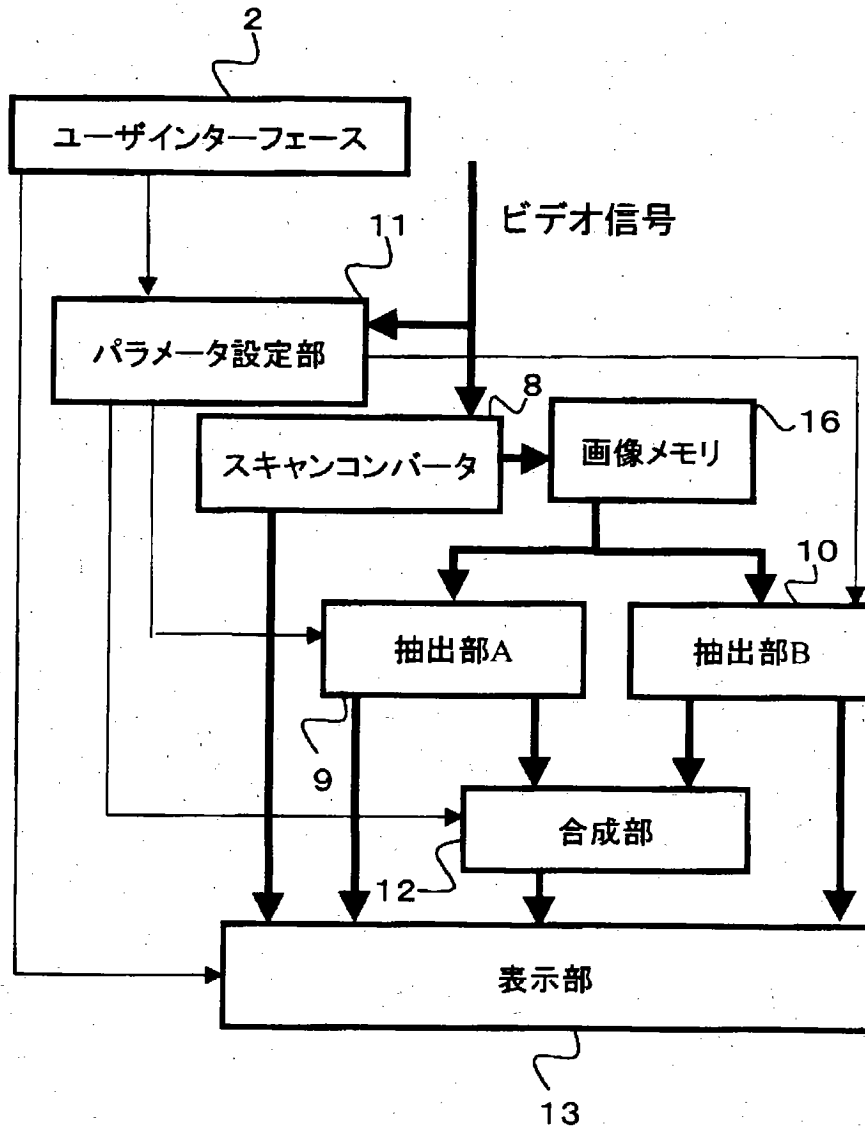 2
ユーザインターフェース
ビデオ信号
11
パラメータ設定部
8
スキャンコンバータ
16
画像メモリ
10
抽出部A
抽出部B
9
合成部
12
表示部
13